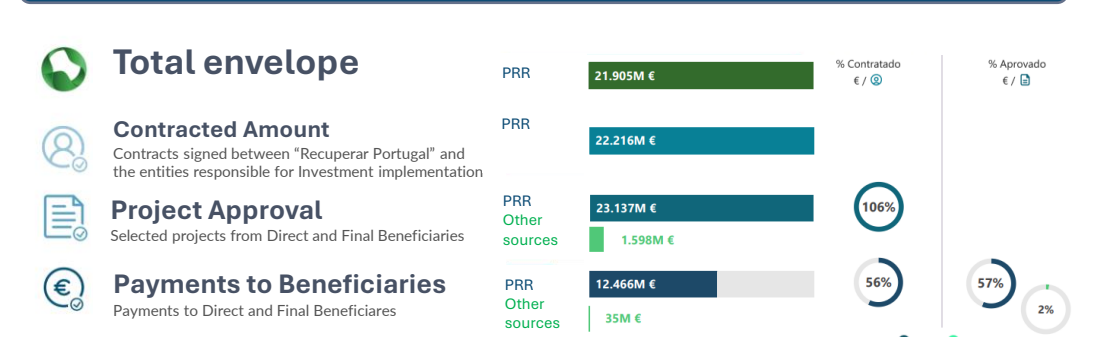 Total envelope
PRR
21.905M €
% Contratado
€ /
% Aprovado
€ /
Contracted Amount
Contracts signed between “Recuperar Portugal” and
the entities responsible for Investment implementation
PRR
22.216M €
Project Approval
Selected projects from Direct and Final Beneficiaries
PRR
Other
sources
23.137M €
1.598M €
106%
Payments to Beneficiaries
Payments to Direct and Final Beneficiares
PRR
Other
sources
12.466M €
35M €
56%
57%
2%